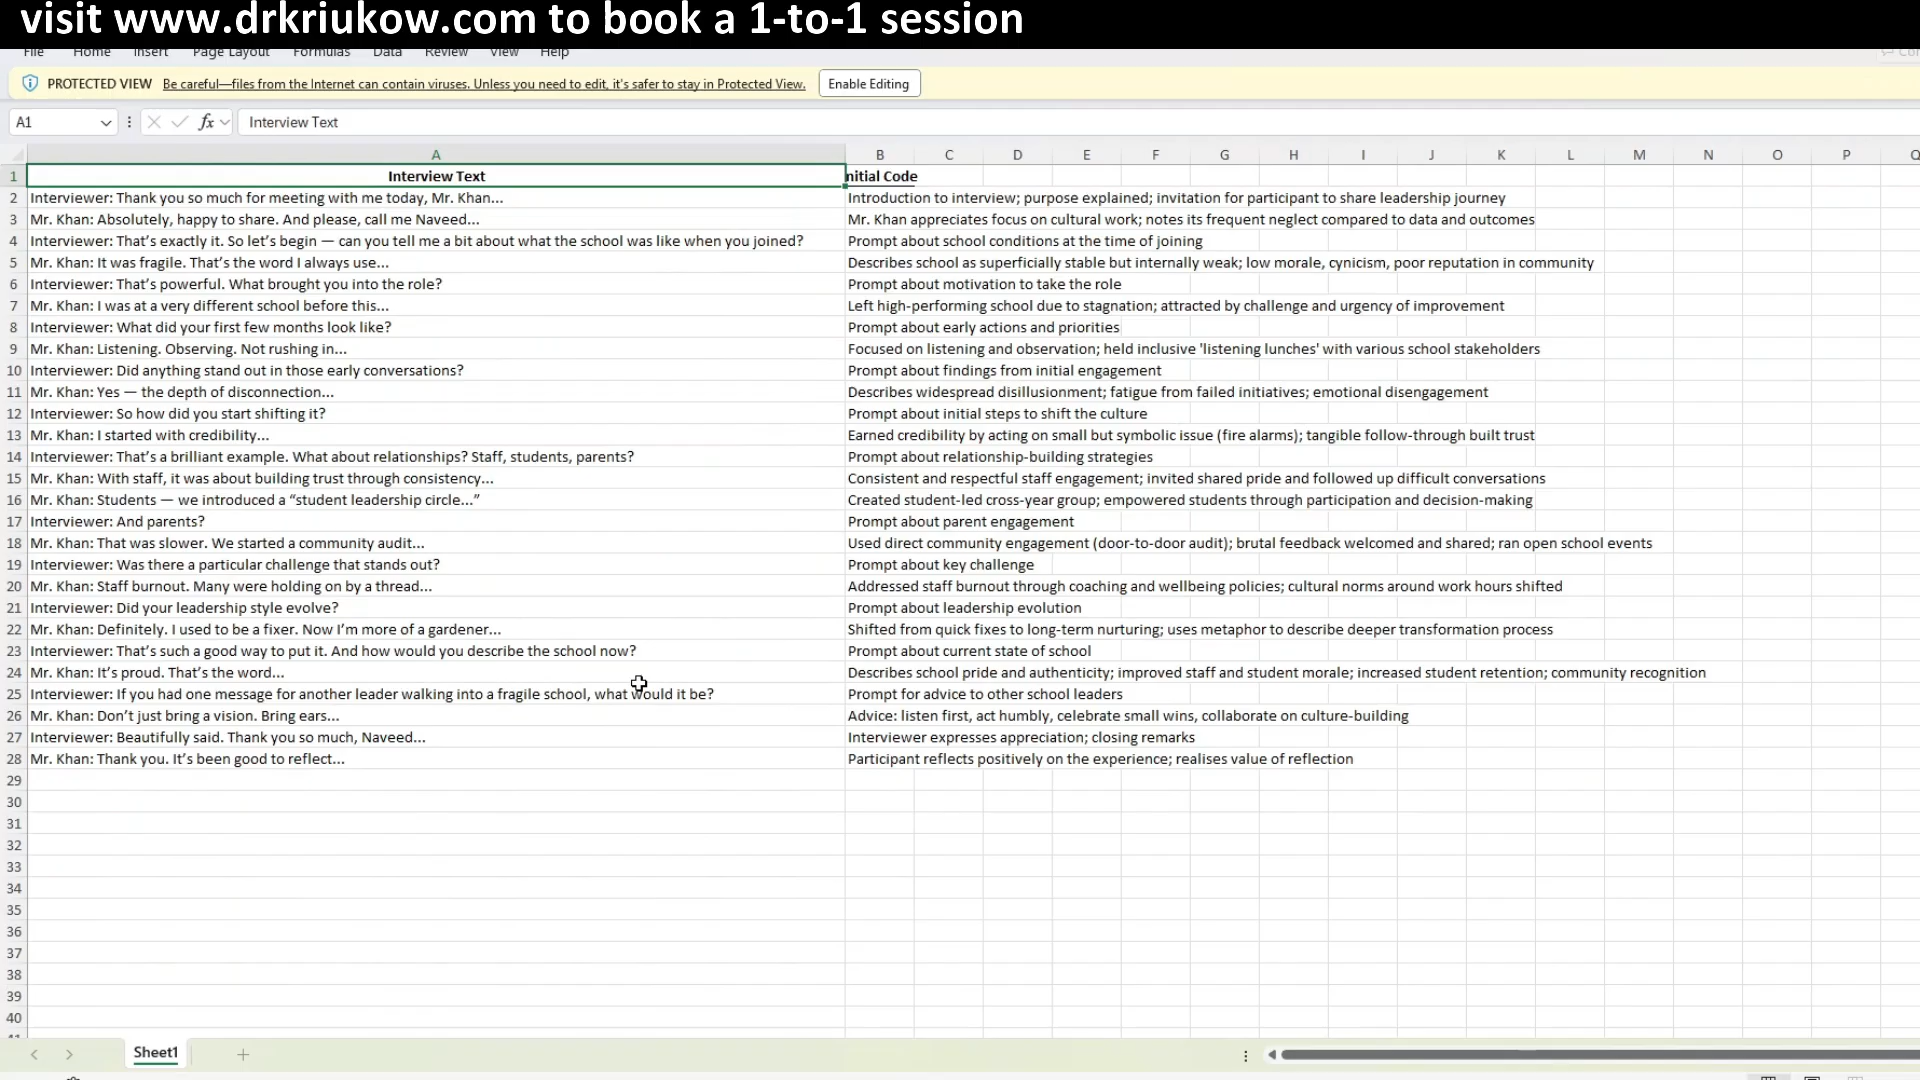 visit www.drkriukow.com to book a 1-to-1 session
File Home Insert Page Layout Formulas Data Review View Help
PROTECTED VIEW Be careful—files from the Internet can contain viruses. Unless you need to edit, it's safer to stay in Protected View. Enable Editing
A1 fx Interview Text
A B C D E F G H I J K L M N O P Q
1 Interview Text nitial Code
2 Interviewer: Thank you so much for meeting with me today, Mr. Khan... Introduction to interview; purpose explained; invitation for participant to share leadership journey
3 Mr. Khan: Absolutely, happy to share. And please, call me Naveed... Mr. Khan appreciates focus on cultural work; notes its frequent neglect compared to data and outcomes
4 Interviewer: That’s exactly it. So let’s begin — can you tell me a bit about what the school was like when you joined? Prompt about school conditions at the time of joining
5 Mr. Khan: It was fragile. That’s the word I always use... Describes school as superficially stable but internally weak; low morale, cynicism, poor reputation in community
6 Interviewer: That’s powerful. What brought you into the role? Prompt about motivation to take the role
7 Mr. Khan: I was at a very different school before this... Left high-performing school due to stagnation; attracted by challenge and urgency of improvement
8 Interviewer: What did your first few months look like? Prompt about early actions and priorities
9 Mr. Khan: Listening. Observing. Not rushing in... Focused on listening and observation; held inclusive 'listening lunches' with various school stakeholders
10 Interviewer: Did anything stand out in those early conversations? Prompt about findings from initial engagement
11 Mr. Khan: Yes — the depth of disconnection... Describes widespread disillusionment; fatigue from failed initiatives; emotional disengagement
12 Interviewer: So how did you start shifting it? Prompt about initial steps to shift the culture
13 Mr. Khan: I started with credibility... Earned credibility by acting on small but symbolic issue (fire alarms); tangible follow-through built trust
14 Interviewer: That’s a brilliant example. What about relationships? Staff, students, parents? Prompt about relationship-building strategies
15 Mr. Khan: With staff, it was about building trust through consistency... Consistent and respectful staff engagement; invited shared pride and followed up difficult conversations
16 Mr. Khan: Students — we introduced a “student leadership circle...” Created student-led cross-year group; empowered students through participation and decision-making
17 Interviewer: And parents? Prompt about parent engagement
18 Mr. Khan: That was slower. We started a community audit... Used direct community engagement (door-to-door audit); brutal feedback welcomed and shared; ran open school events
19 Interviewer: Was there a particular challenge that stands out? Prompt about key challenge
20 Mr. Khan: Staff burnout. Many were holding on by a thread... Addressed staff burnout through coaching and wellbeing policies; cultural norms around work hours shifted
21 Interviewer: Did your leadership style evolve? Prompt about leadership evolution
22 Mr. Khan: Definitely. I used to be a fixer. Now I’m more of a gardener... Shifted from quick fixes to long-term nurturing; uses metaphor to describe deeper transformation process
23 Interviewer: That’s such a good way to put it. And how would you describe the school now? Prompt about current state of school
24 Mr. Khan: It’s proud. That’s the word... Describes school pride and authenticity; improved staff and student morale; increased student retention; community recognition
25 Interviewer: If you had one message for another leader walking into a fragile school, what would it be? Prompt for advice to other school leaders
26 Mr. Khan: Don’t just bring a vision. Bring ears... Advice: listen first, act humbly, celebrate small wins, collaborate on culture-building
27 Interviewer: Beautifully said. Thank you so much, Naveed... Interviewer expresses appreciation; closing remarks
28 Mr. Khan: Thank you. It’s been good to reflect... Participant reflects positively on the experience; realises value of reflection
29
30
31
32
33
34
35
36
37
38
39
40
Sheet1